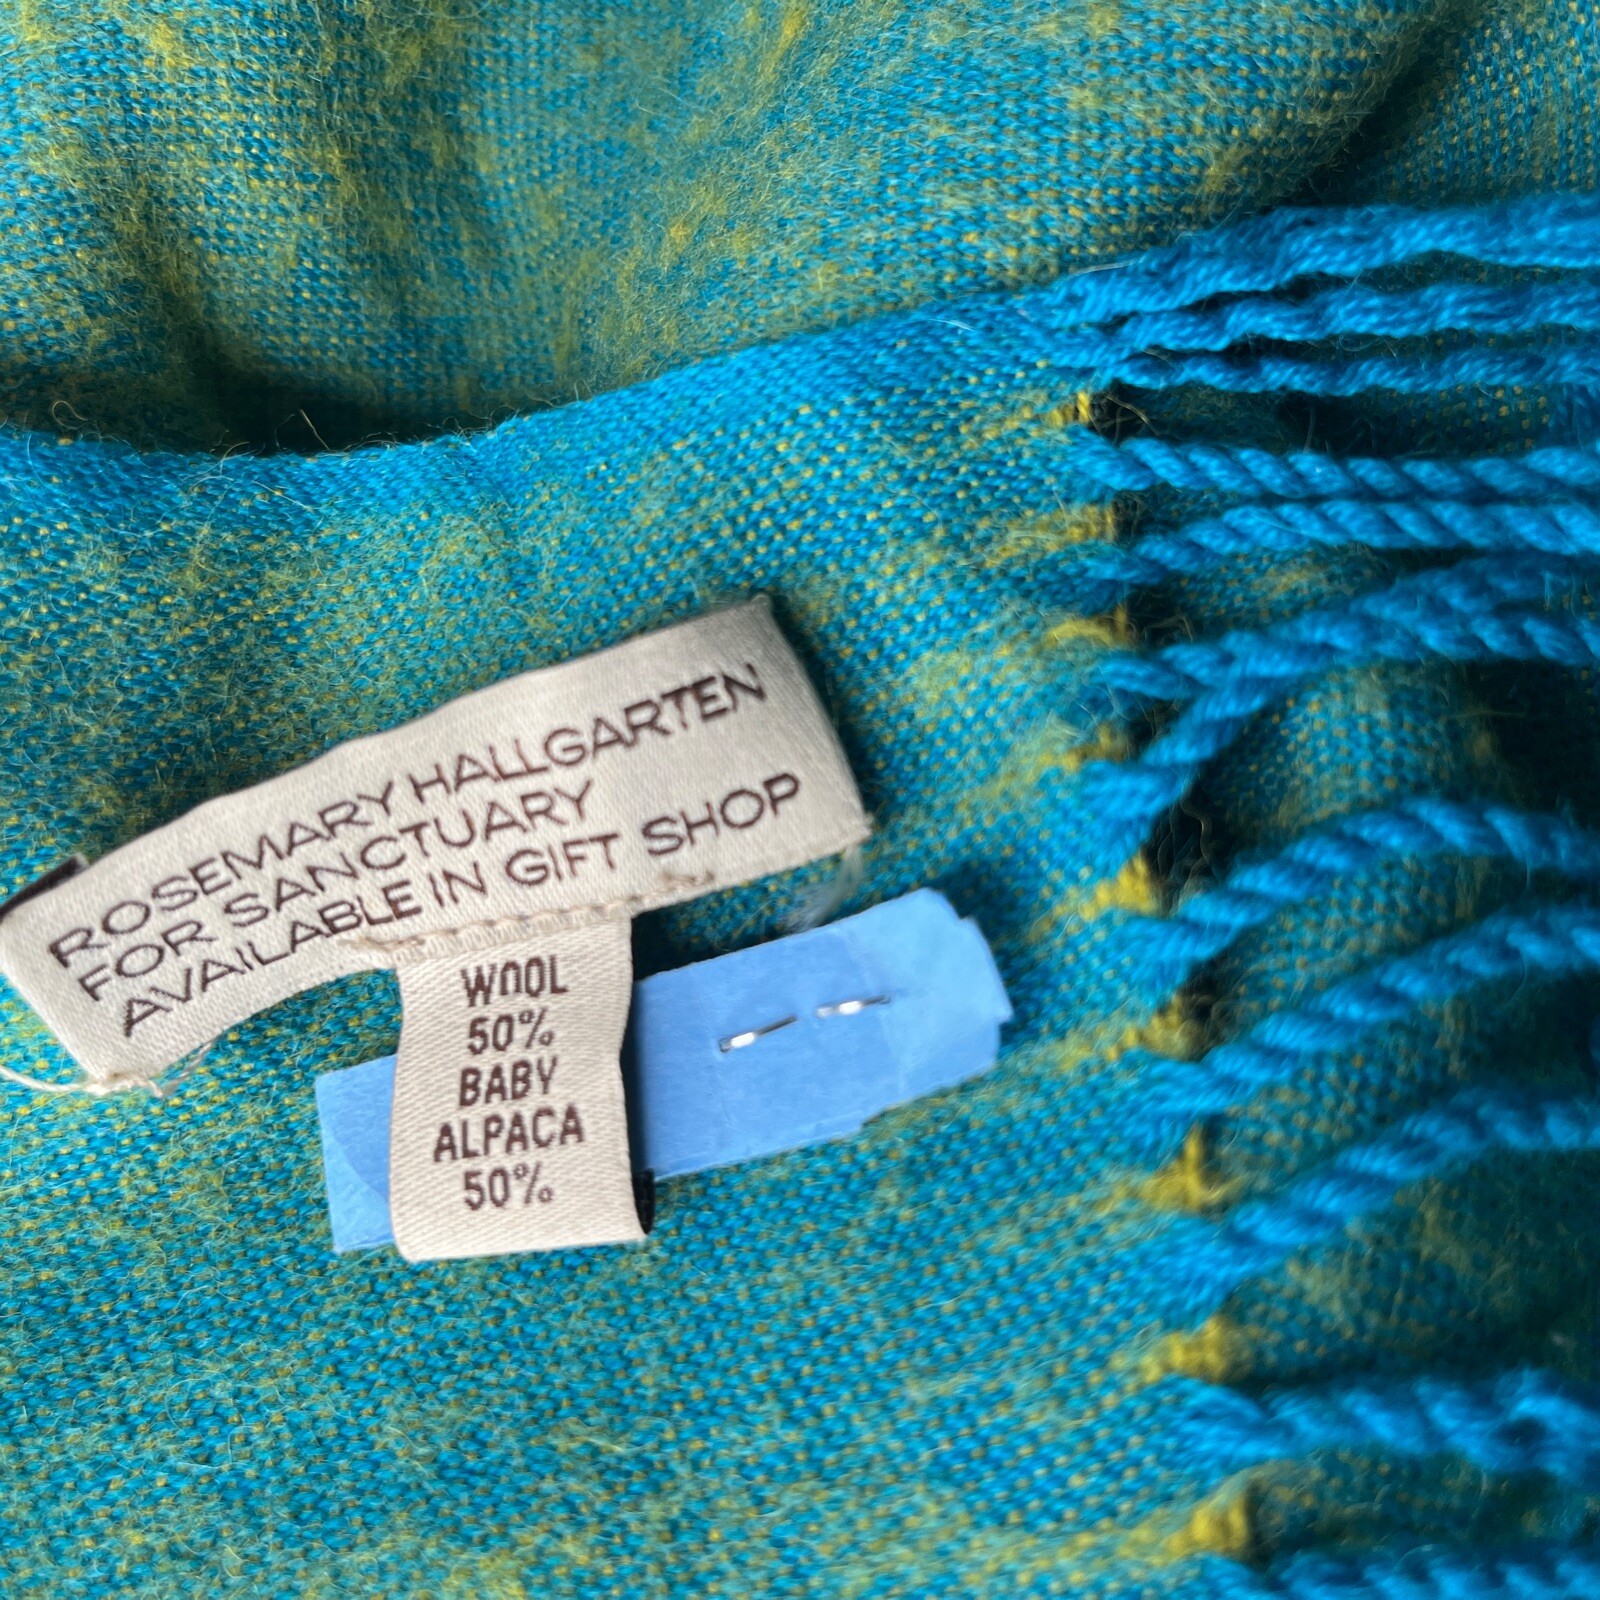 ROSEMARY HALLGARTEN
FOR SANCTUARY
AVAILABLE IN GIFT SHOP
WOOL
50%
BABY
ALPACA
50%